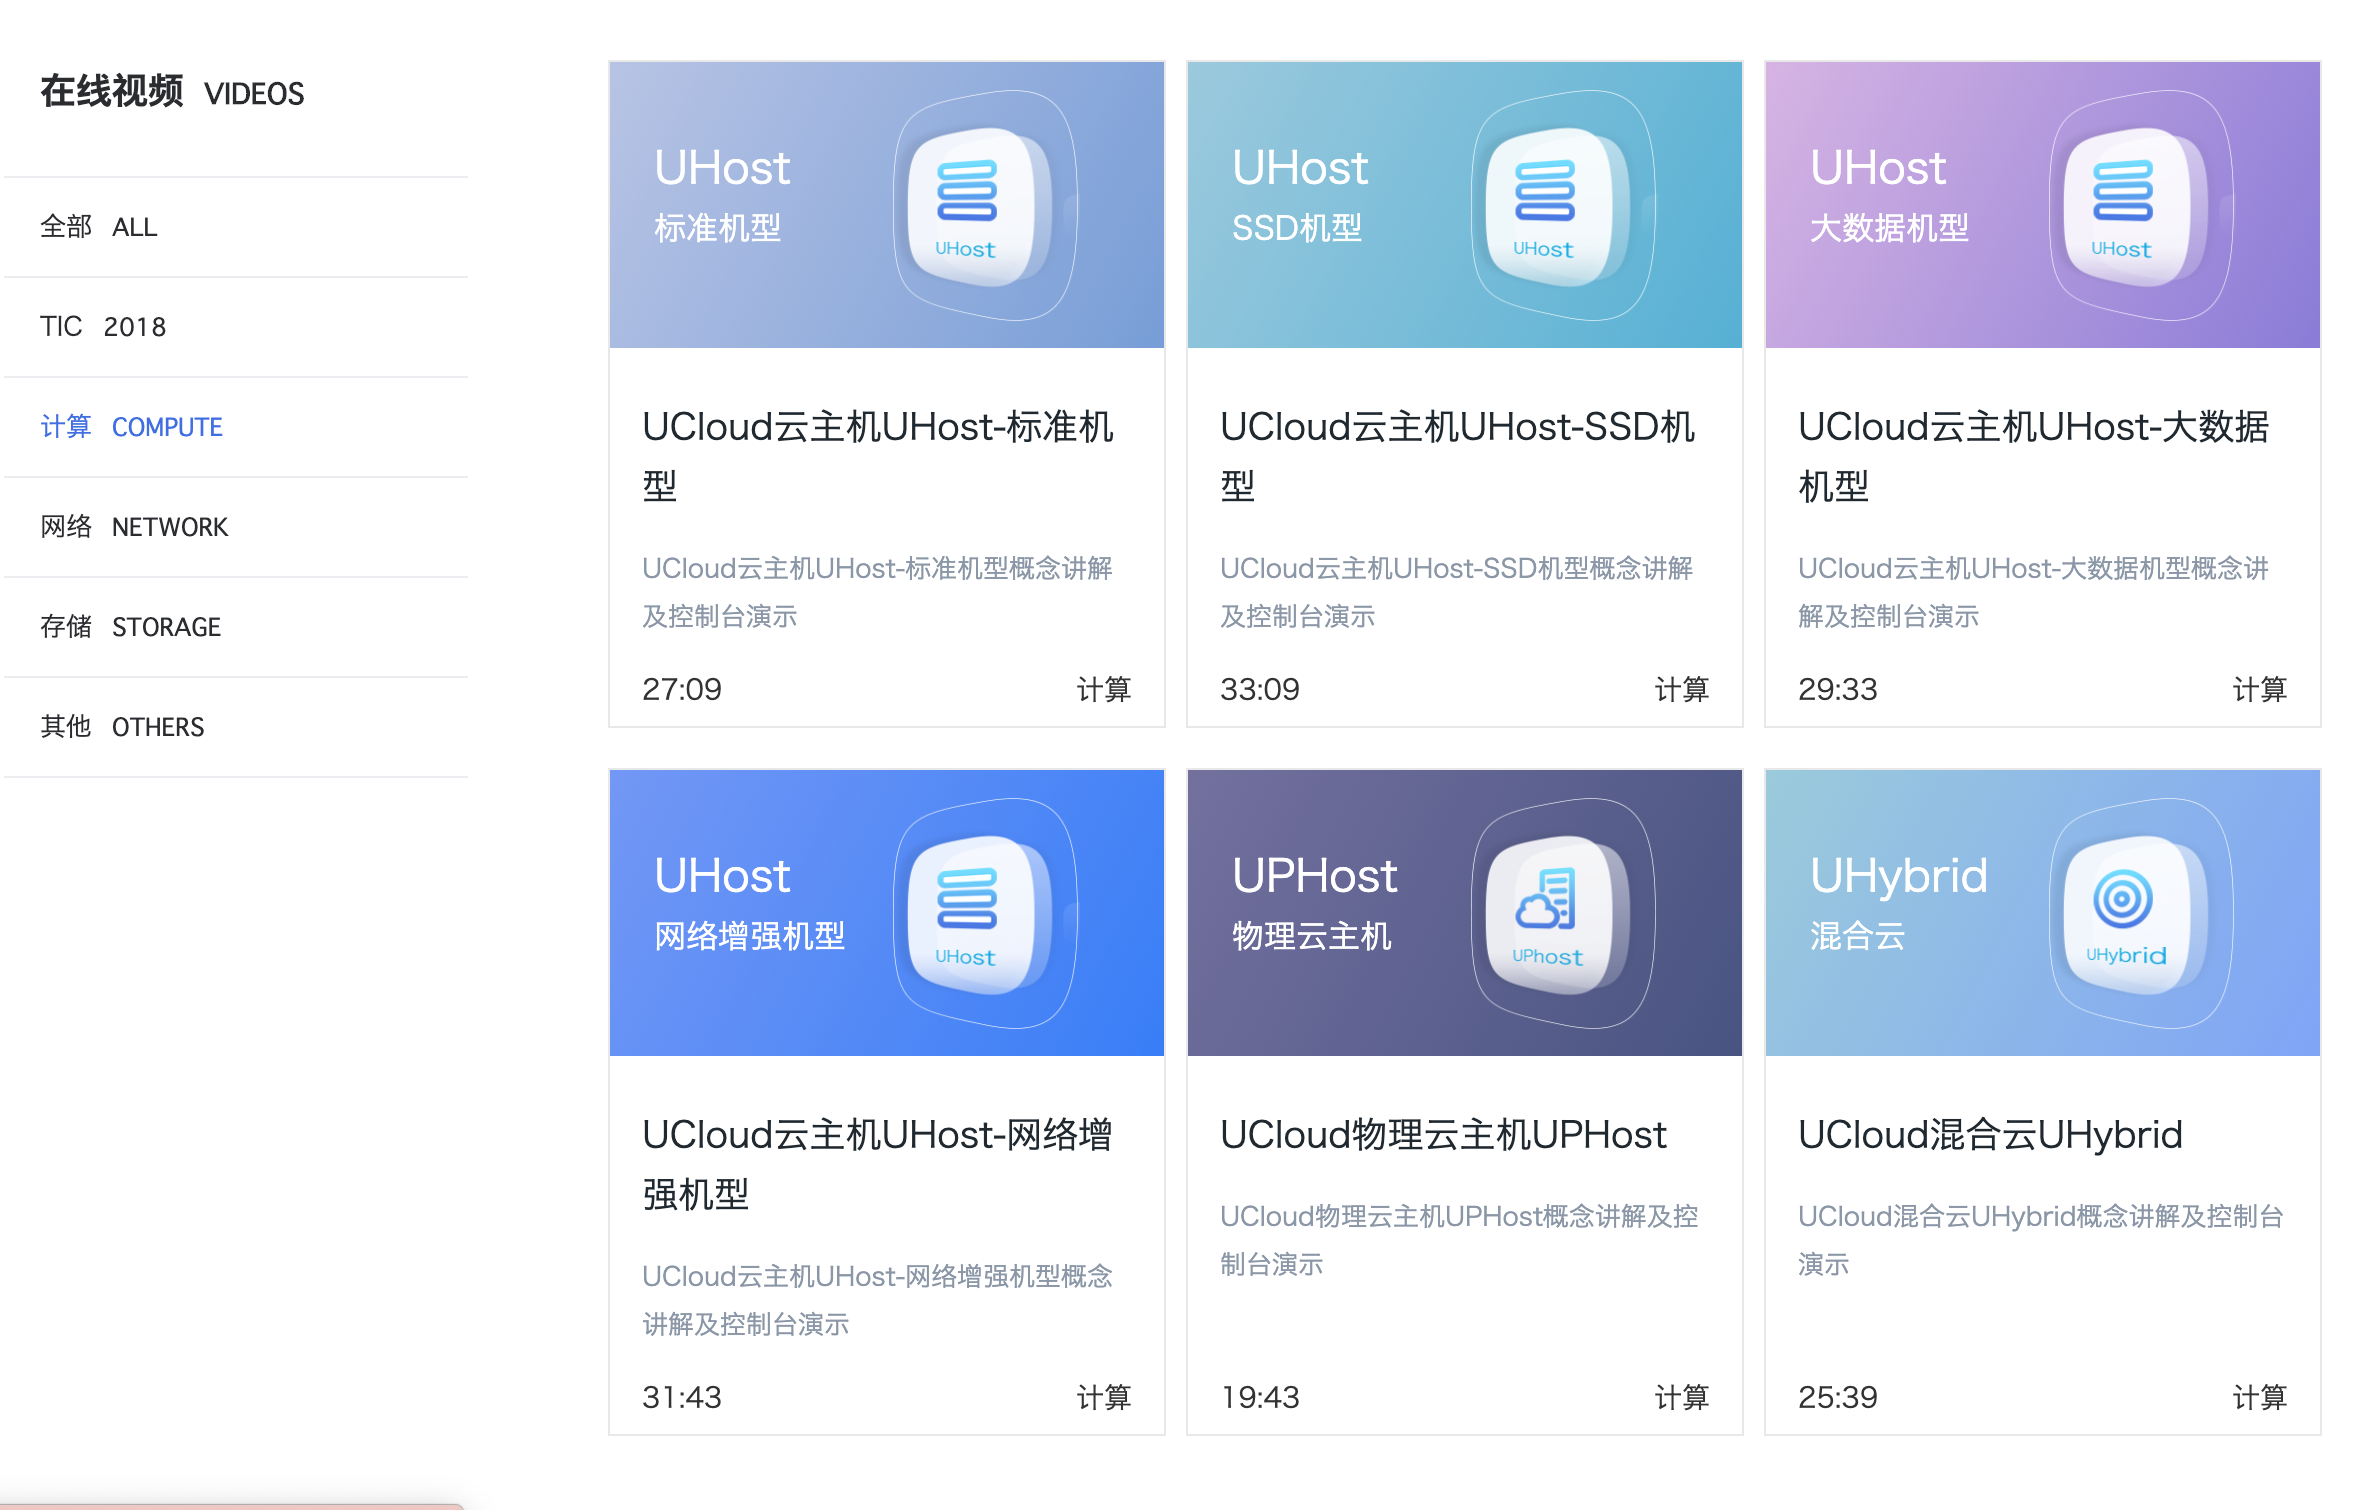 在线视频 VIDEOS
全部 ALL
TIC 2018
计算 COMPUTE
网络 NETWORK
存储 STORAGE
其他 OTHERS
UHost
标准机型
UHost
UCloud云主机UHost-标准机
型
UCloud云主机UHost-标准机型概念讲解
及控制台演示
27:09 计算
UHost
SSD机型
UHost
UCloud云主机UHost-SSD机
型
UCloud云主机UHost-SSD机型概念讲解
及控制台演示
33:09 计算
UHost
大数据机型
UHost
UCloud云主机UHost-大数据
机型
UCloud云主机UHost-大数据机型概念讲
解及控制台演示
29:33 计算
UHost
网络增强机型
UHost
UCloud云主机UHost-网络增
强机型
UCloud云主机UHost-网络增强机型概念
讲解及控制台演示
31:43 计算
UPHost
物理云主机
UPhost
UCloud物理云主机UPHost
UCloud物理云主机UPHost概念讲解及控
制台演示
19:43 计算
UHybrid
混合云
UHybrid
UCloud混合云UHybrid
UCloud混合云UHybrid概念讲解及控制台
演示
25:39 计算